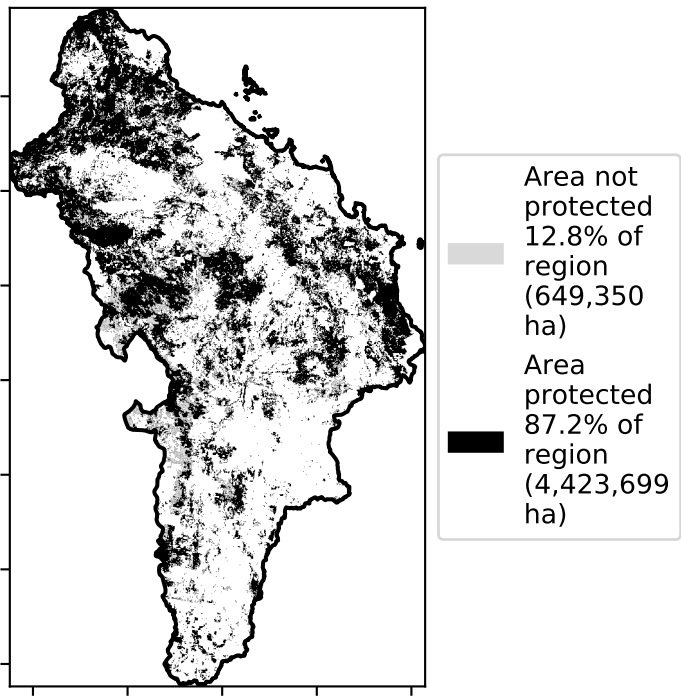 Area not
protected
12.8% of
region
(649,350
ha)
Area
protected
87.2% of
region
(4,423,699
ha)